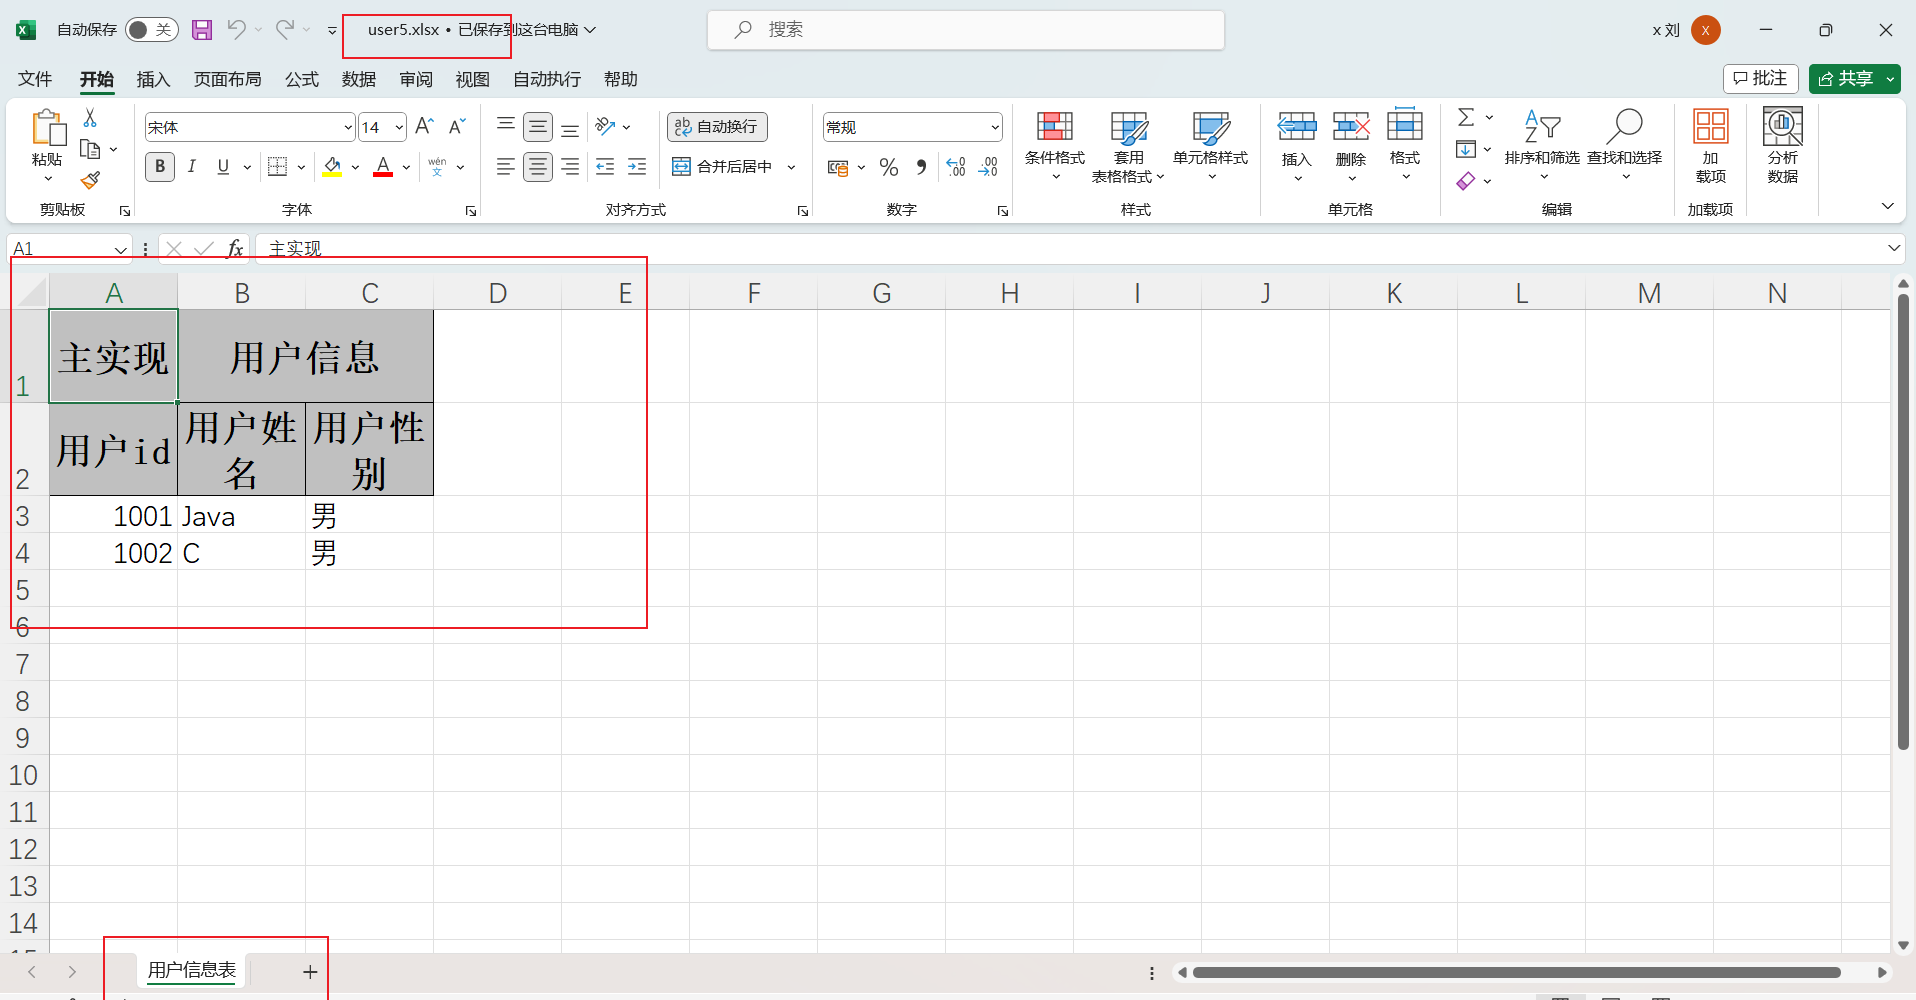 自动保存 关 user5.xlsx • 已保存到这台电脑 搜索 x 刘 X
文件 开始 插入 页面布局 公式 数据 审阅 视图 自动执行 帮助 批注 共享
粘贴
剪贴板
宋体 14
B I U A wén 文
字体
ab 自动换行
合并后居中
对齐方式
常规
% .00
数字
条件格式 套用 表格格式 单元格样式
样式
插入 删除 格式
单元格
排序和筛选 查找和选择
编辑
加 载项
加载项
分析 数据
A1 fx 主实现
A B C D E F G H I J K L M N
1 主实现 用户信息
2 用户id 用户姓名 用户性别
3 1001 Java 男
4 1002 C 男
5
6
7
8
9
10
11
12
13
14
用户信息表 +